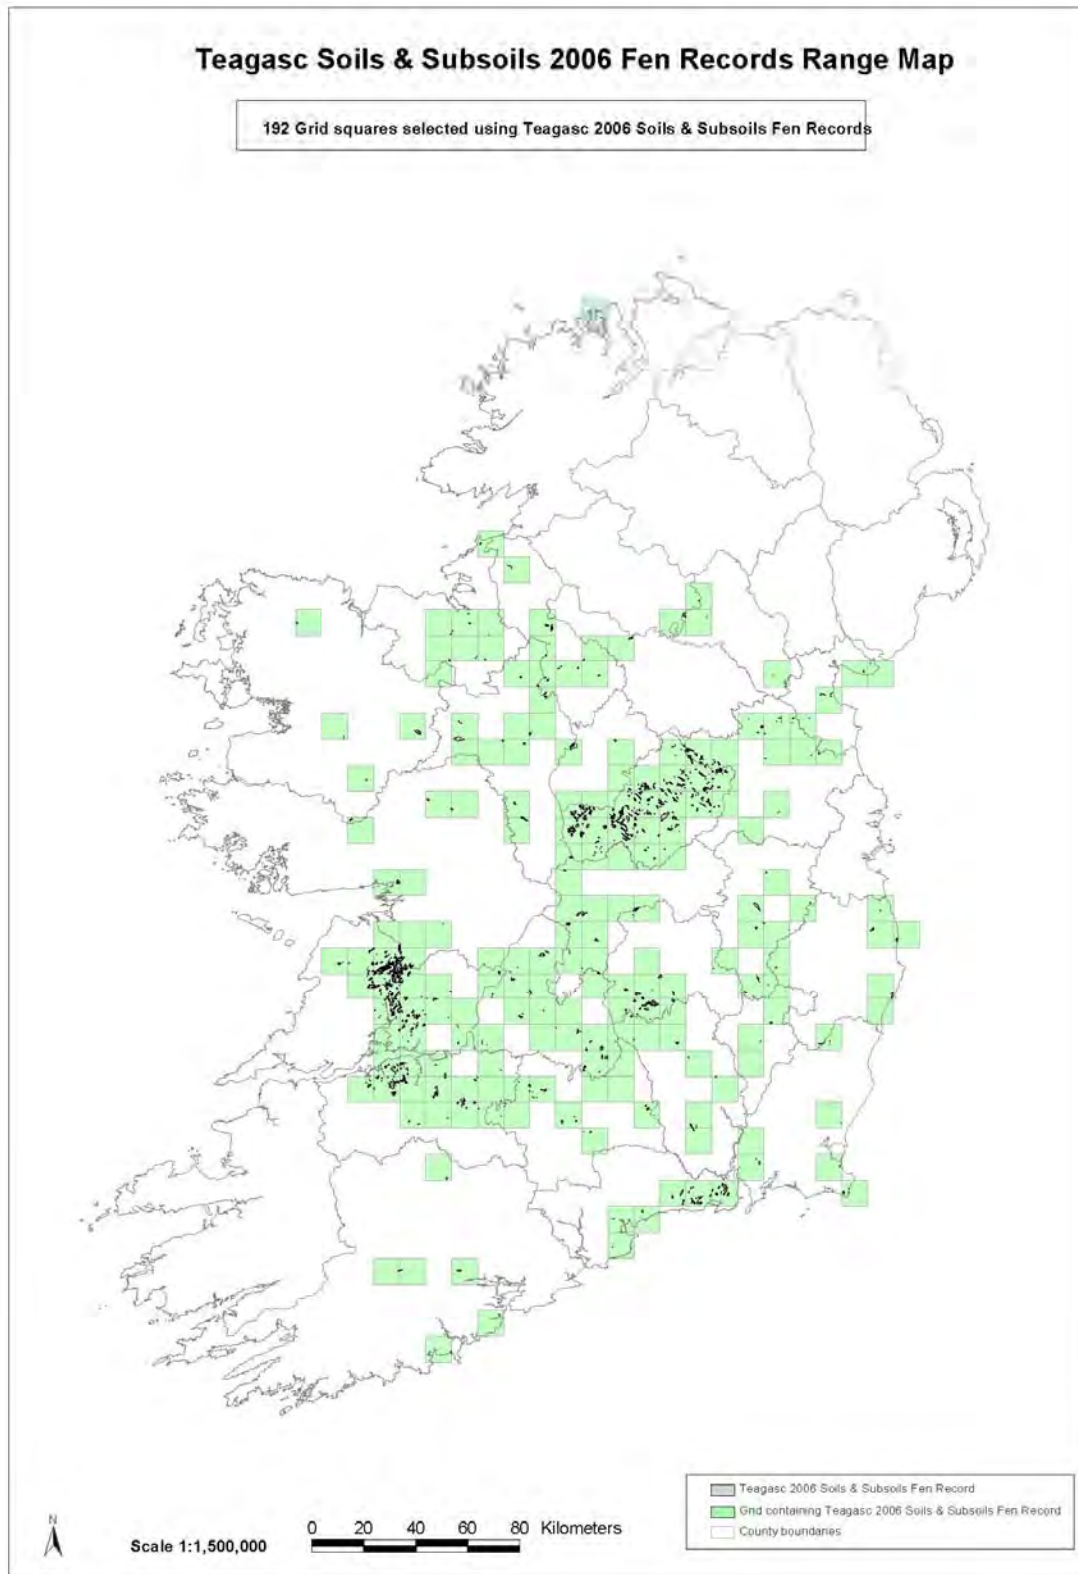 Teagasc Soils & Subsoils 2006 Fen Records Range Map
192 Grid squares selected using Teagasc 2006 Soils & Subsoils Fen Records
Teagasc 2006 Soils & Subsoils Fen Record
Grid containing Teagasc 2006 Soils & Subsoils Fen Record
County boundaries
N
Scale 1:1,500,000
0 20 40 60 80 Kilometers